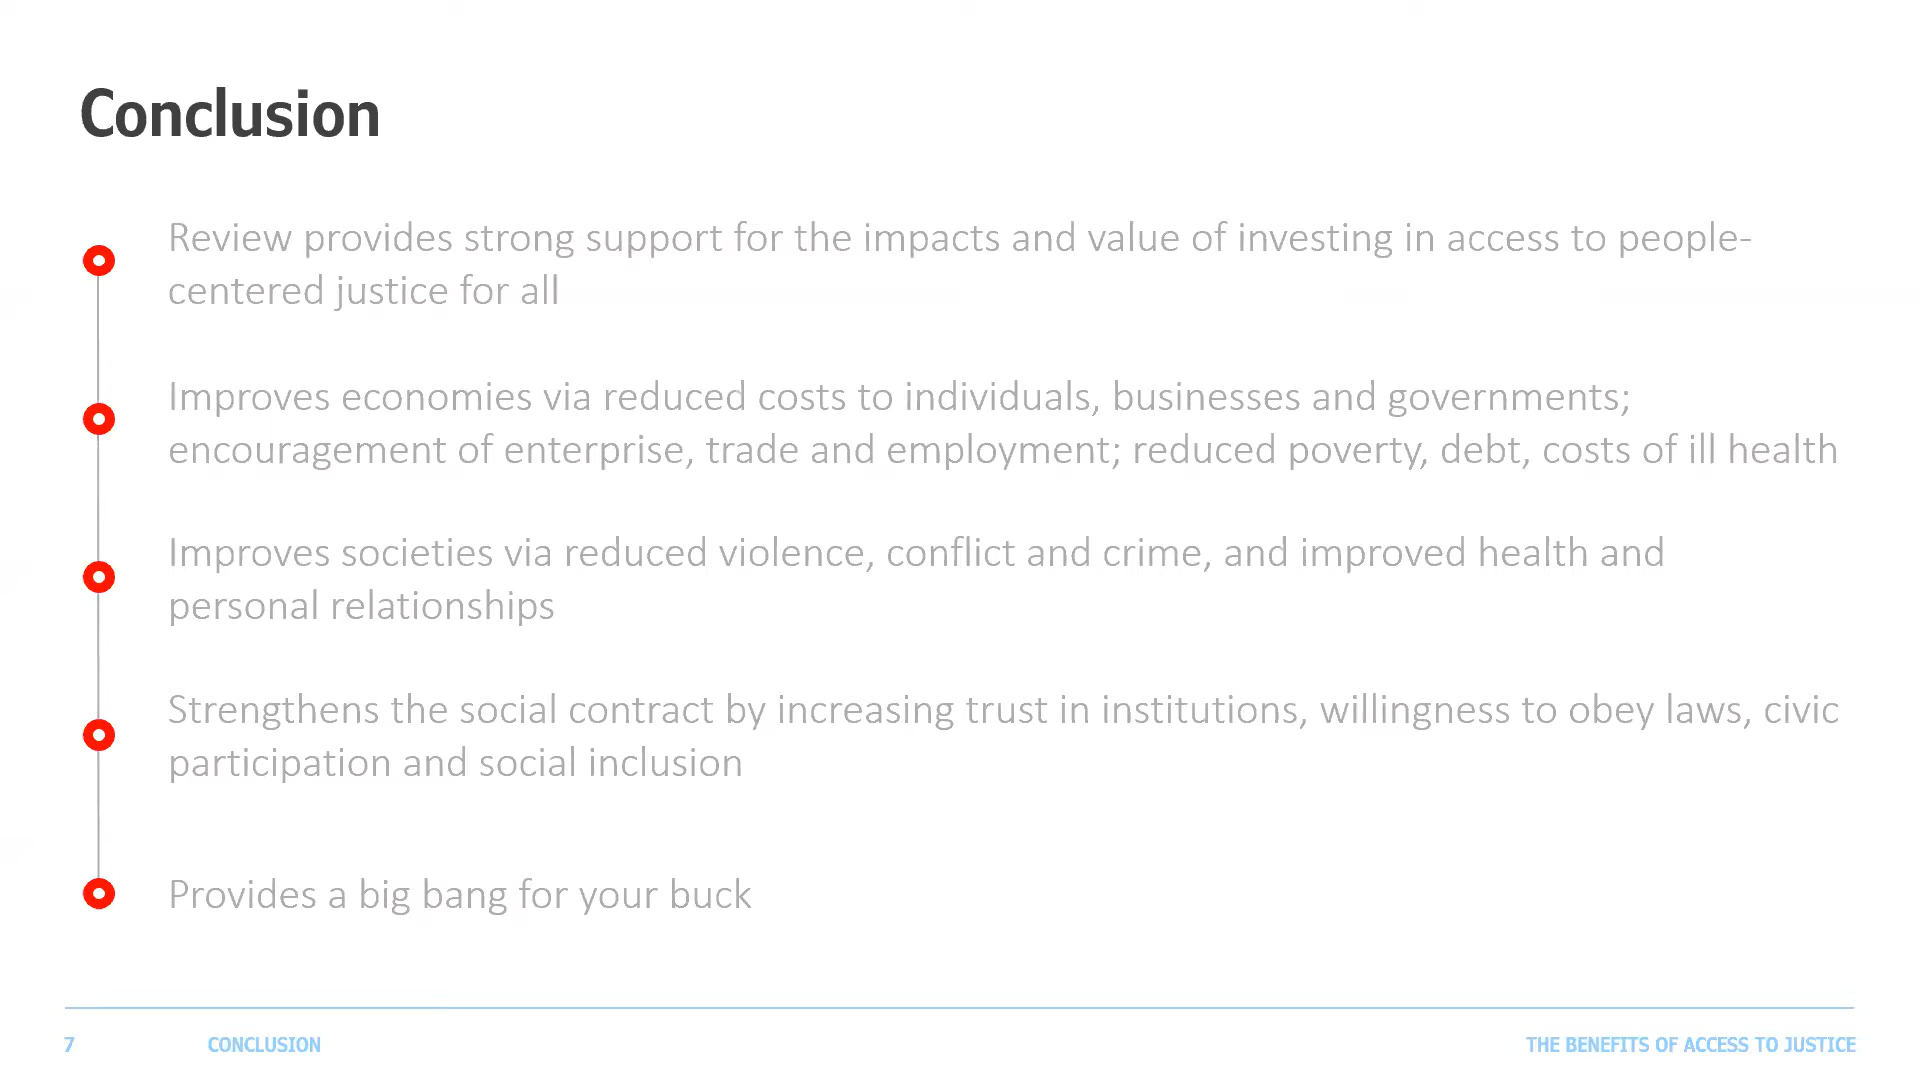 Conclusion
Review provides strong support for the impacts and value of investing in access to people-
centered justice for all
Improves economies via reduced costs to individuals, businesses and governments;
encouragement of enterprise, trade and employment; reduced poverty, debt, costs of ill health
Improves societies via reduced violence, conflict and crime, and improved health and
personal relationships
Strengthens the social contract by increasing trust in institutions, willingness to obey laws, civic
participation and social inclusion
Provides a big bang for your buck
7 CONCLUSION THE BENEFITS OF ACCESS TO JUSTICE